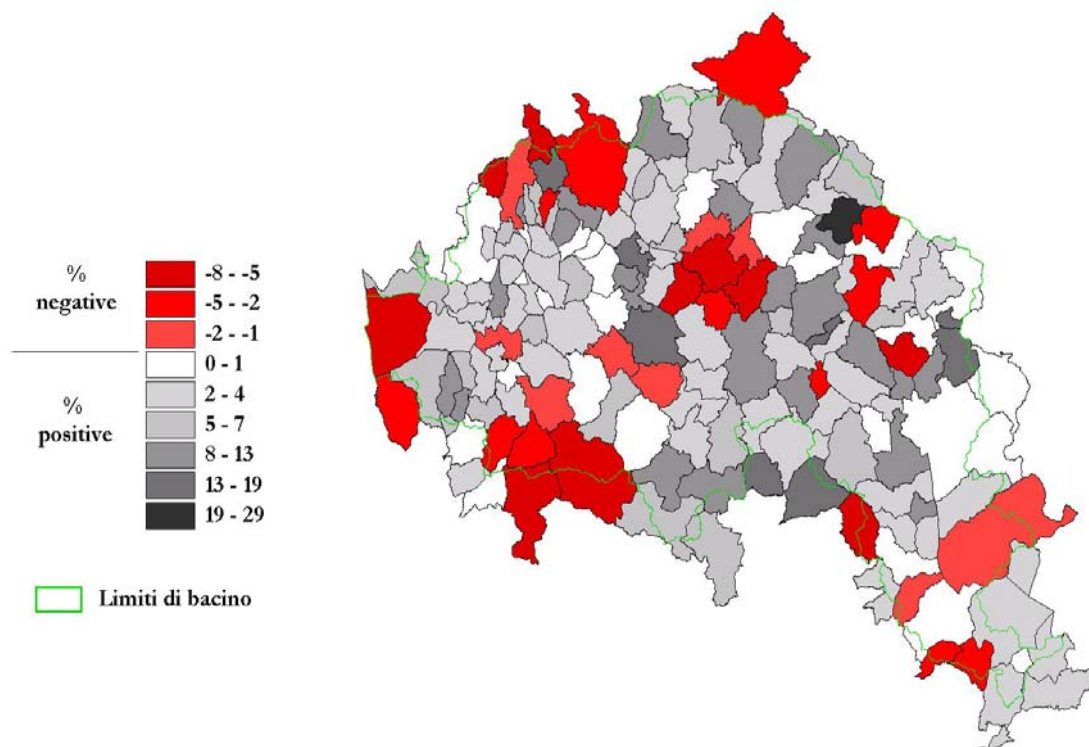 %
negative
-8 - -5
-5 - -2
-2 - -1
%
positive
0 - 1
2 - 4
5 - 7
8 - 13
13 - 19
19 - 29
Limiti di bacino